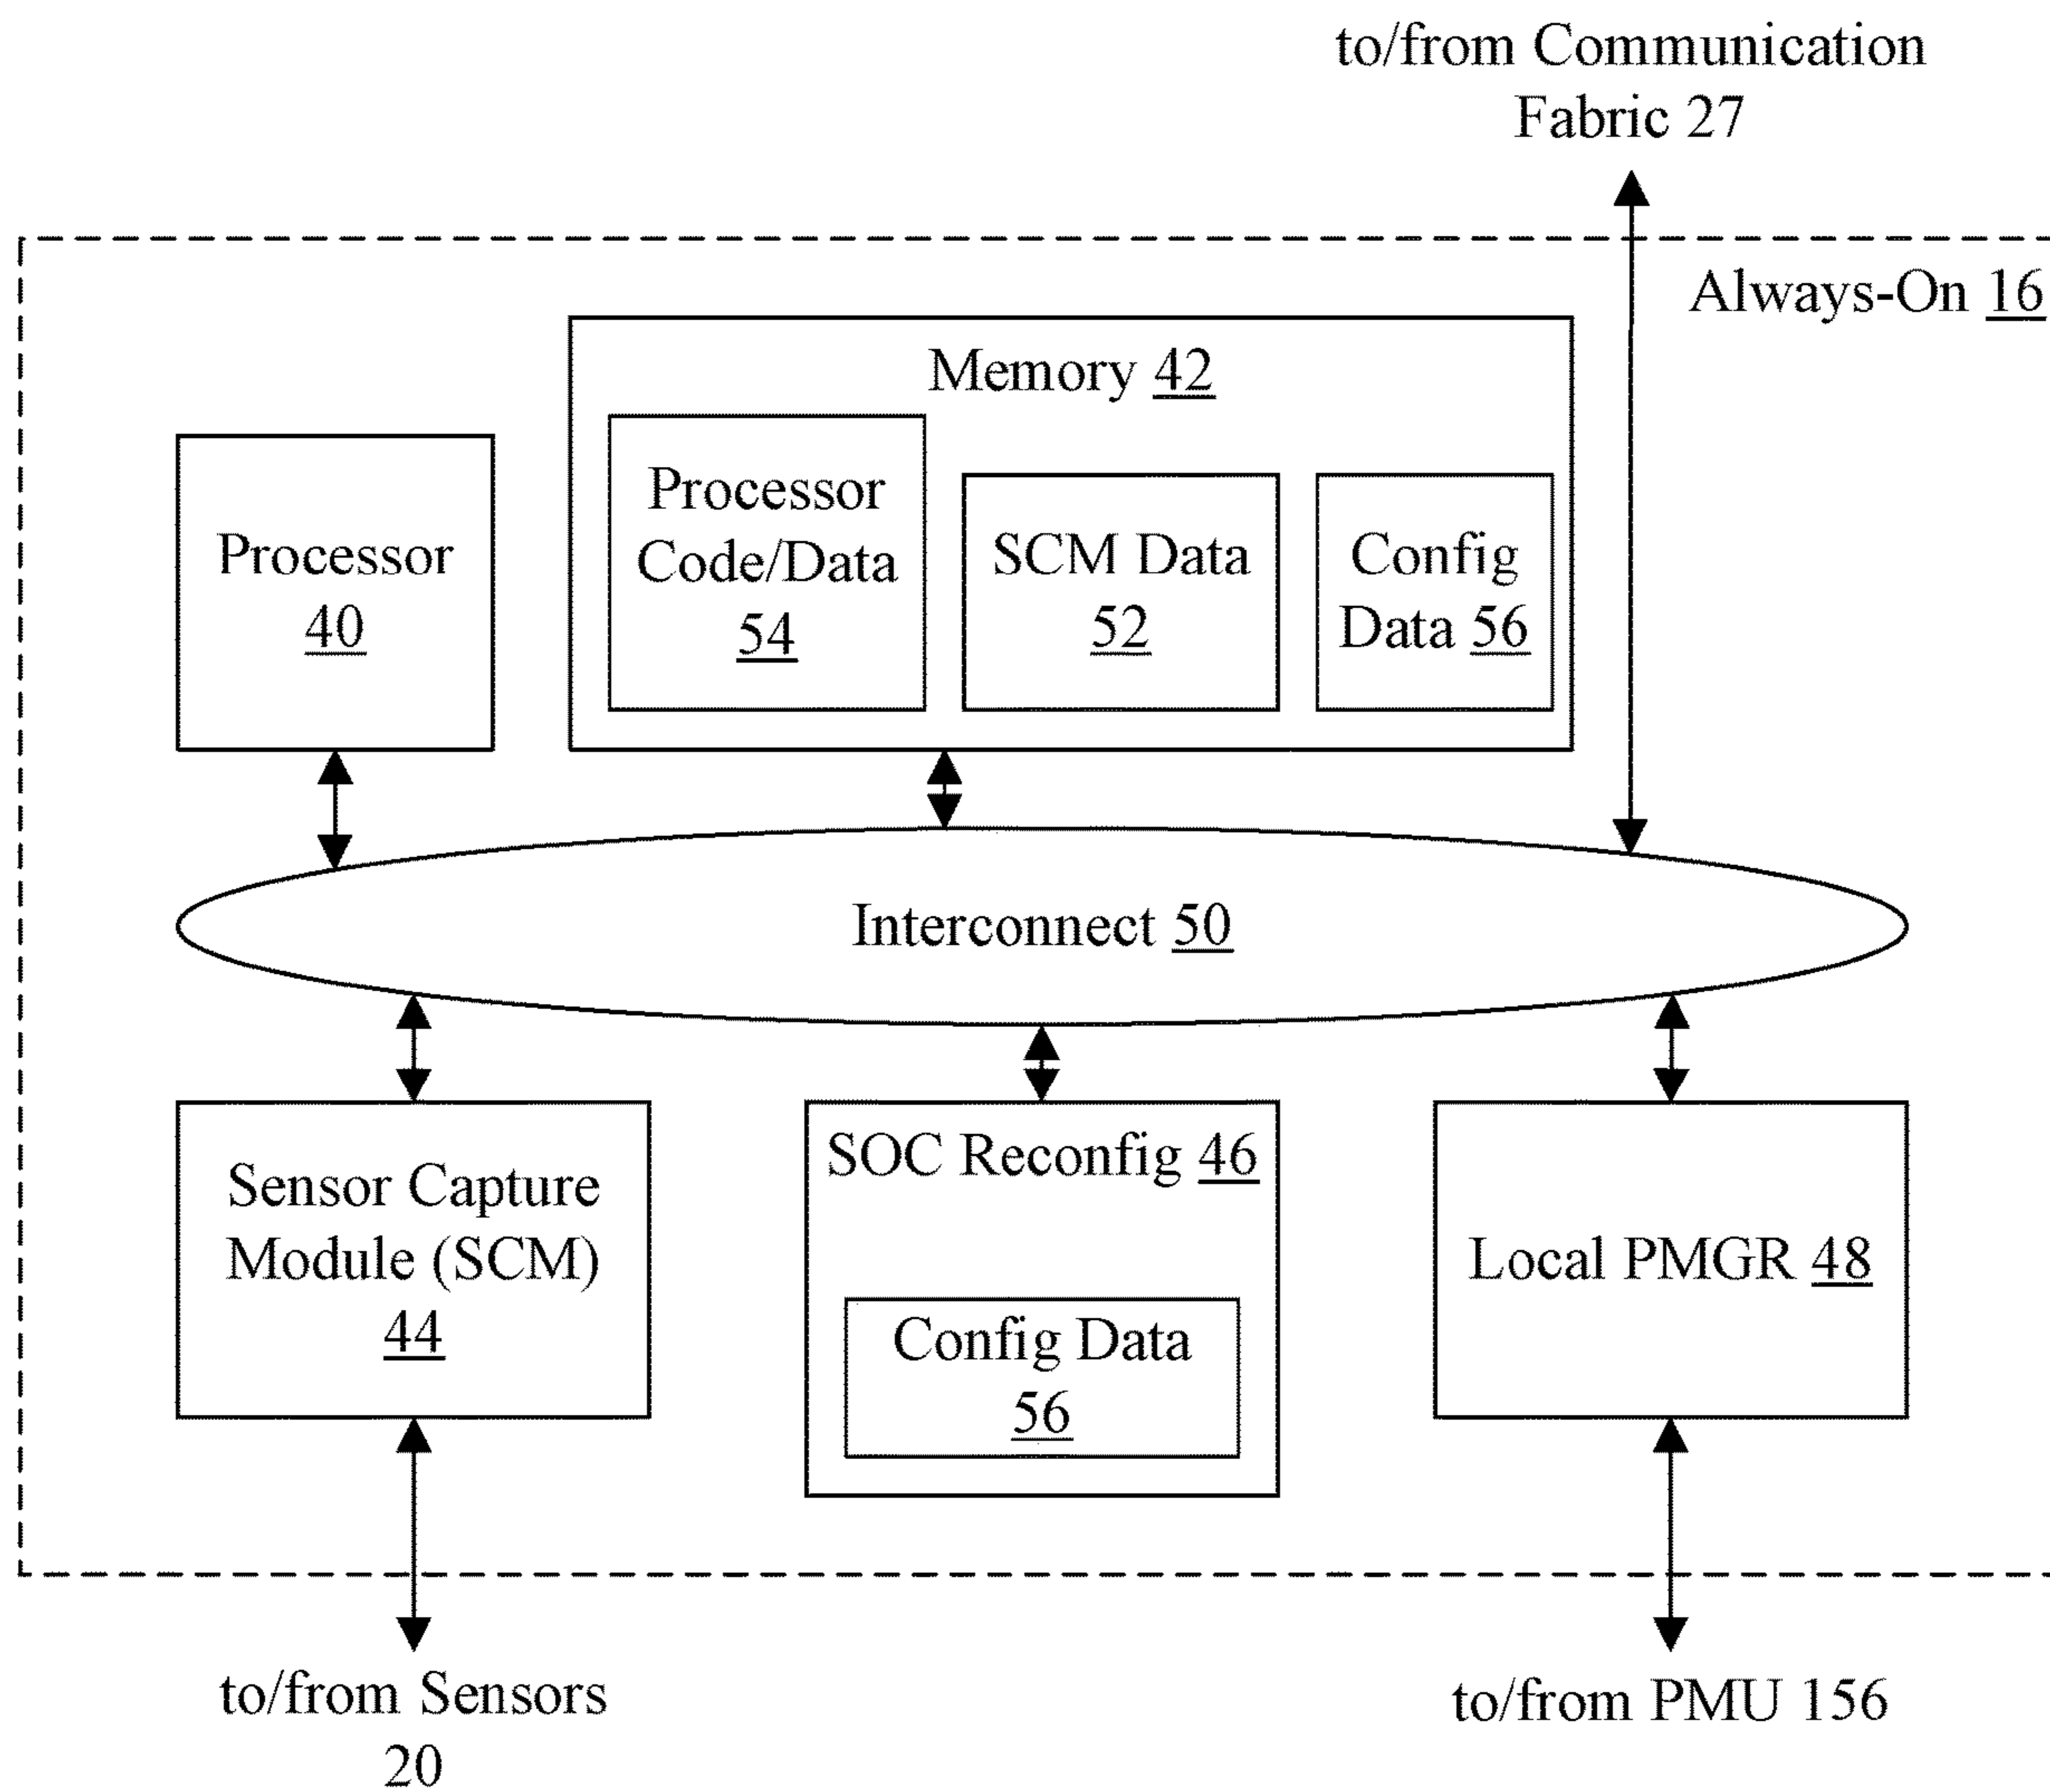 to/from Communication
Fabric 27
Always-On 16
Memory 42
Processor
40
Processor
Code/Data
54
SCM Data
52
Config
Data 56
Interconnect 50
Sensor Capture
Module (SCM)
44
SOC Reconfig 46
Config Data
56
Local PMGR 48
to/from Sensors
20
to/from PMU 156